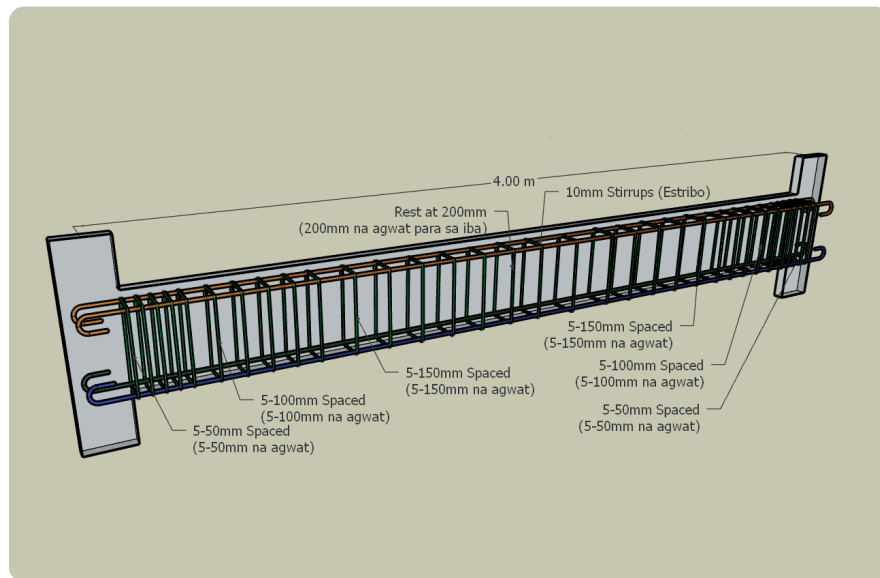 4.00 m
10mm Stirrups (Estribo)
Rest at 200mm
(200mm na agwat para sa iba)
5-150mm Spaced
(5-150mm na agwat)
5-100mm Spaced
(5-100mm na agwat)
5-50mm Spaced
(5-50mm na agwat)
5-150mm Spaced
(5-150mm na agwat)
5-100mm Spaced
(5-100mm na agwat)
5-50mm Spaced
(5-50mm na agwat)